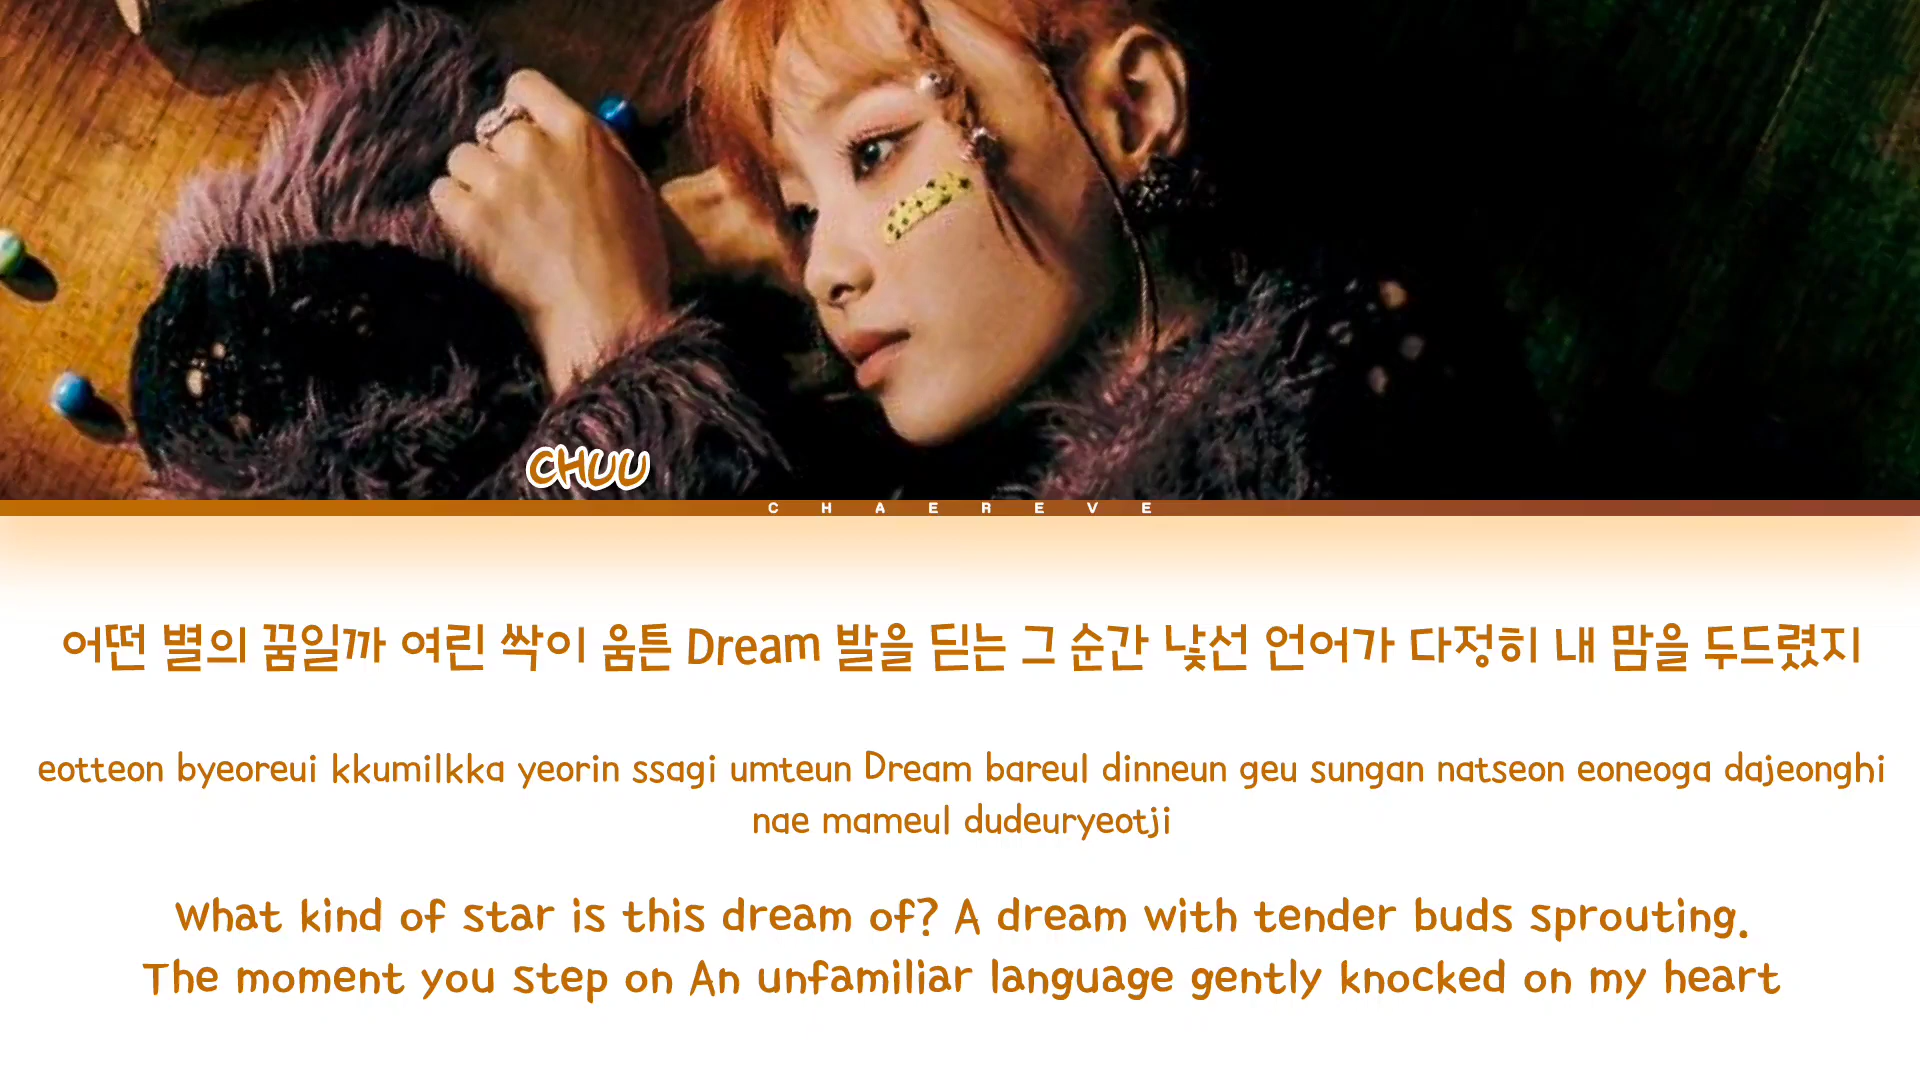 CHUU
CHAEREVE
어떤 별의 꿈일까 여린 싹이 움튼 Dream 발을 딛는 그 순간 낯선 언어가 다정히 내 맘을 두드렸지
eotteon byeoreui kkumilkka yeorin ssagi umteun Dream bareul dinneun geu sungan natseon eoneoga dajeonghi
nae mameul dudeuryeotji
What kind of star is this dream of? A dream with tender buds sprouting.
The moment you step on An unfamiliar language gently knocked on my heart